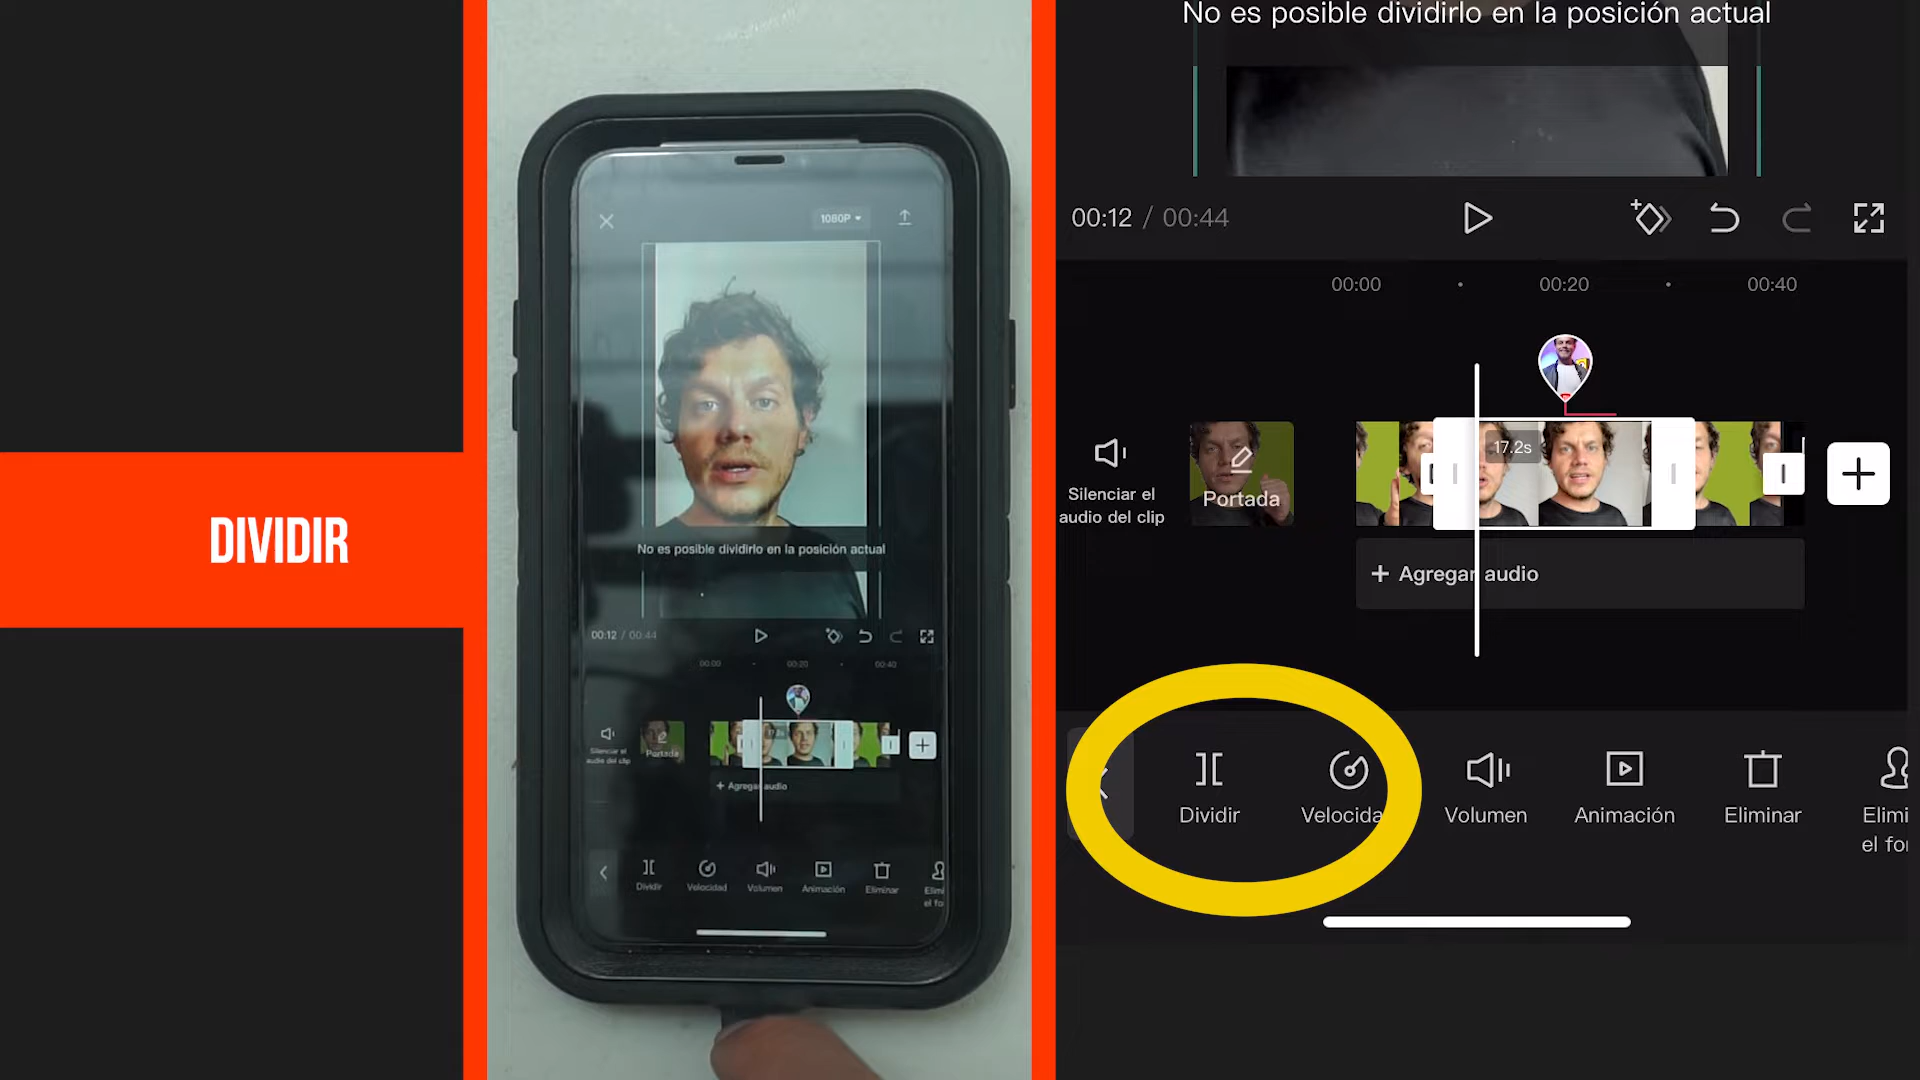 DIVIDIR
1080P
No es posible dividirlo en la posición actual
00:12 / 00:44
00:00
00:20
00:40
Silenciar el
audio del clip
Portada
+ Agregar audio
Dividir
Velocidad
Volumen
Animación
Eliminar
Elimi
el fo
No es posible dividirlo en la posición actual
00:12 / 00:44
00:00
00:20
00:40
17.2s
Silenciar el
audio del clip
Portada
+ Agregar audio
Dividir
Velocida
Volumen
Animación
Eliminar
Elimi
el for